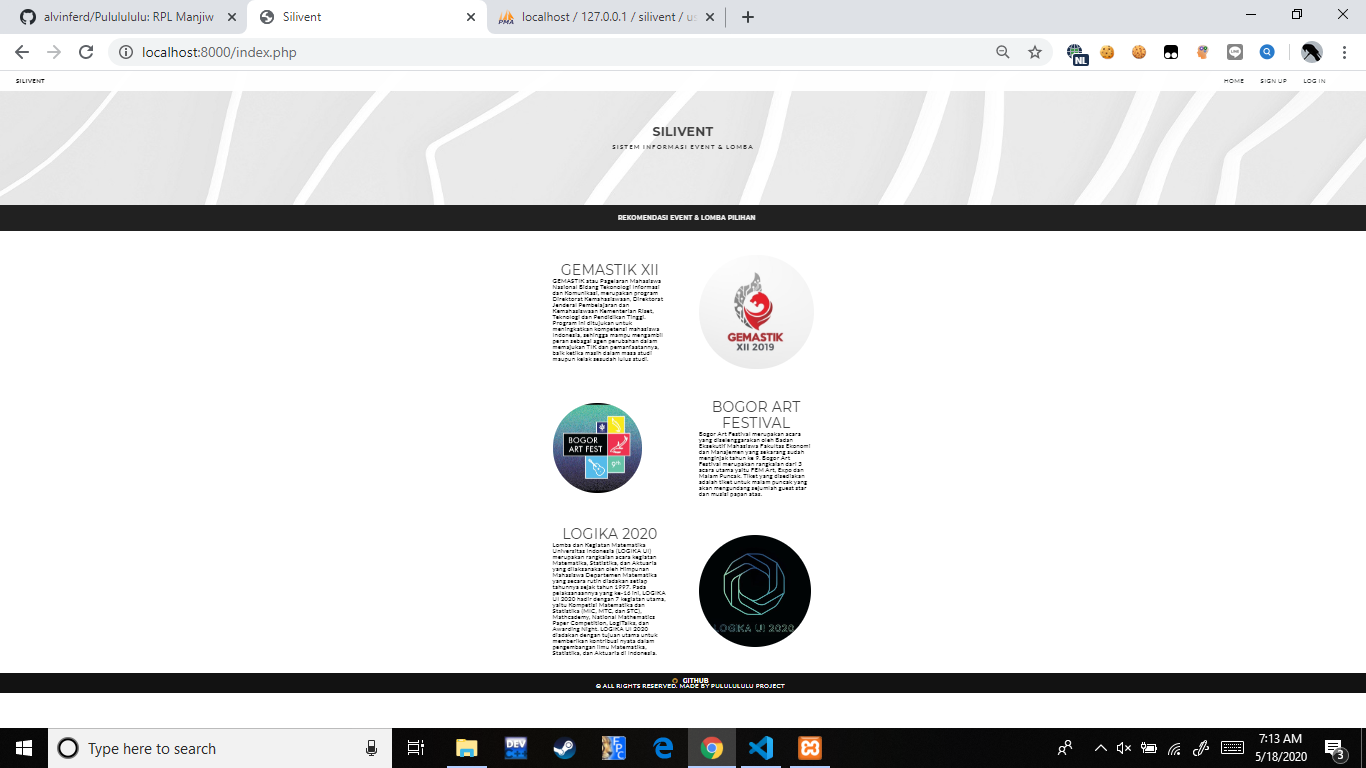 alvinferd/Pulululu: RPL Manjiw
Silivent
localhost / 127.0.0.1 / silivent / us
localhost:8000/index.php
NL
SILIVENT
HOME SIGN UP LOG IN
SILIVENT
SISTEM INFORMASI EVENT & LOMBA
REKOMENDASI EVENT & LOMBA PILIHAN
GEMASTIK XII
GEMASTIK atau Pagelaran Mahasiswa
Nasional Bidang Tekonologi Informasi
dan Komunikasi, merupakan program
Direktorat Kemahasiswaan, Direktorat
Jenderal Pembelajaran dan
Kemahasiswaan Kementerian Riset,
Teknologi dan Pendidikan Tinggi.
Program ini ditujukan untuk
meningkatkan kompetensi mahasiswa
Indonesia, sehingga mampu mengambil
peran sebagai agen perubahan dalam
memajukan TIK dan pemanfaatannya,
baik ketika masih dalam masa studi
maupun kelak sesudah lulus studi.
GEMASTIK
XII 2019
BOGOR
ART FEST
9th
BOGOR ART
FESTIVAL
Bogor Art Festival merupakan acara
yang diselenggarakan oleh Badan
Eksekutif Mahasiswa Fakultas Ekonomi
dan Manajemen yang sekarang sudah
menginjak tahun ke 9. Bogor Art
Festival merupakan rangkaian dari 3
acara utama yaitu FEM Art, Expo dan
Malam Puncak. Tiket yang disediakan
adalah tiket untuk malam puncak yang
akan mengundang sejumlah guest star
dan musisi papan atas.
LOGIKA 2020
Lomba dan Kegiatan Matematika
Universitas Indonesia (LOGIKA UI)
merupakan rangkaian acara kegiatan
Matematika, Statistika, dan Aktuaria
yang dilaksanakan oleh Himpunan
Mahasiswa Departemen Matematika
yang secara rutin diadakan setiap
tahunnya sejak tahun 1997. Pada
pelaksanaannya yang ke-16 ini, LOGIKA
UI 2020 hadir dengan 7 kegiatan utama,
yaitu Kompetisi Matematika dan
Statistika (MIC, MTC, dan STC),
Mathcademy, National Mathematics
Paper Competition, LogiTalks, dan
Awarding Night. LOGIKA UI 2020
diadakan dengan tujuan utama untuk
memberikan kontribusi nyata dalam
pengembangan Ilmu Matematika,
Statistika, dan Aktuaria di Indonesia.
LOGIKA UI 2020
GITHUB
© ALL RIGHTS RESERVED. MADE BY PULULULULU PROJECT
Type here to search
DEV
FPC
7:13 AM
5/18/2020
3